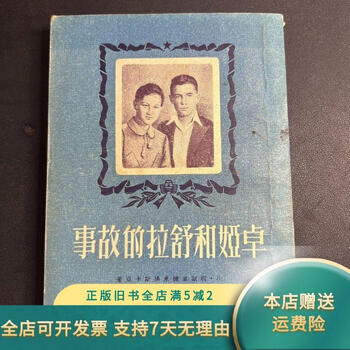 卓婭和舒拉的故事
正版旧书全店满5减2
全店可开发票 支持7天无理由
本店赠送
运费险